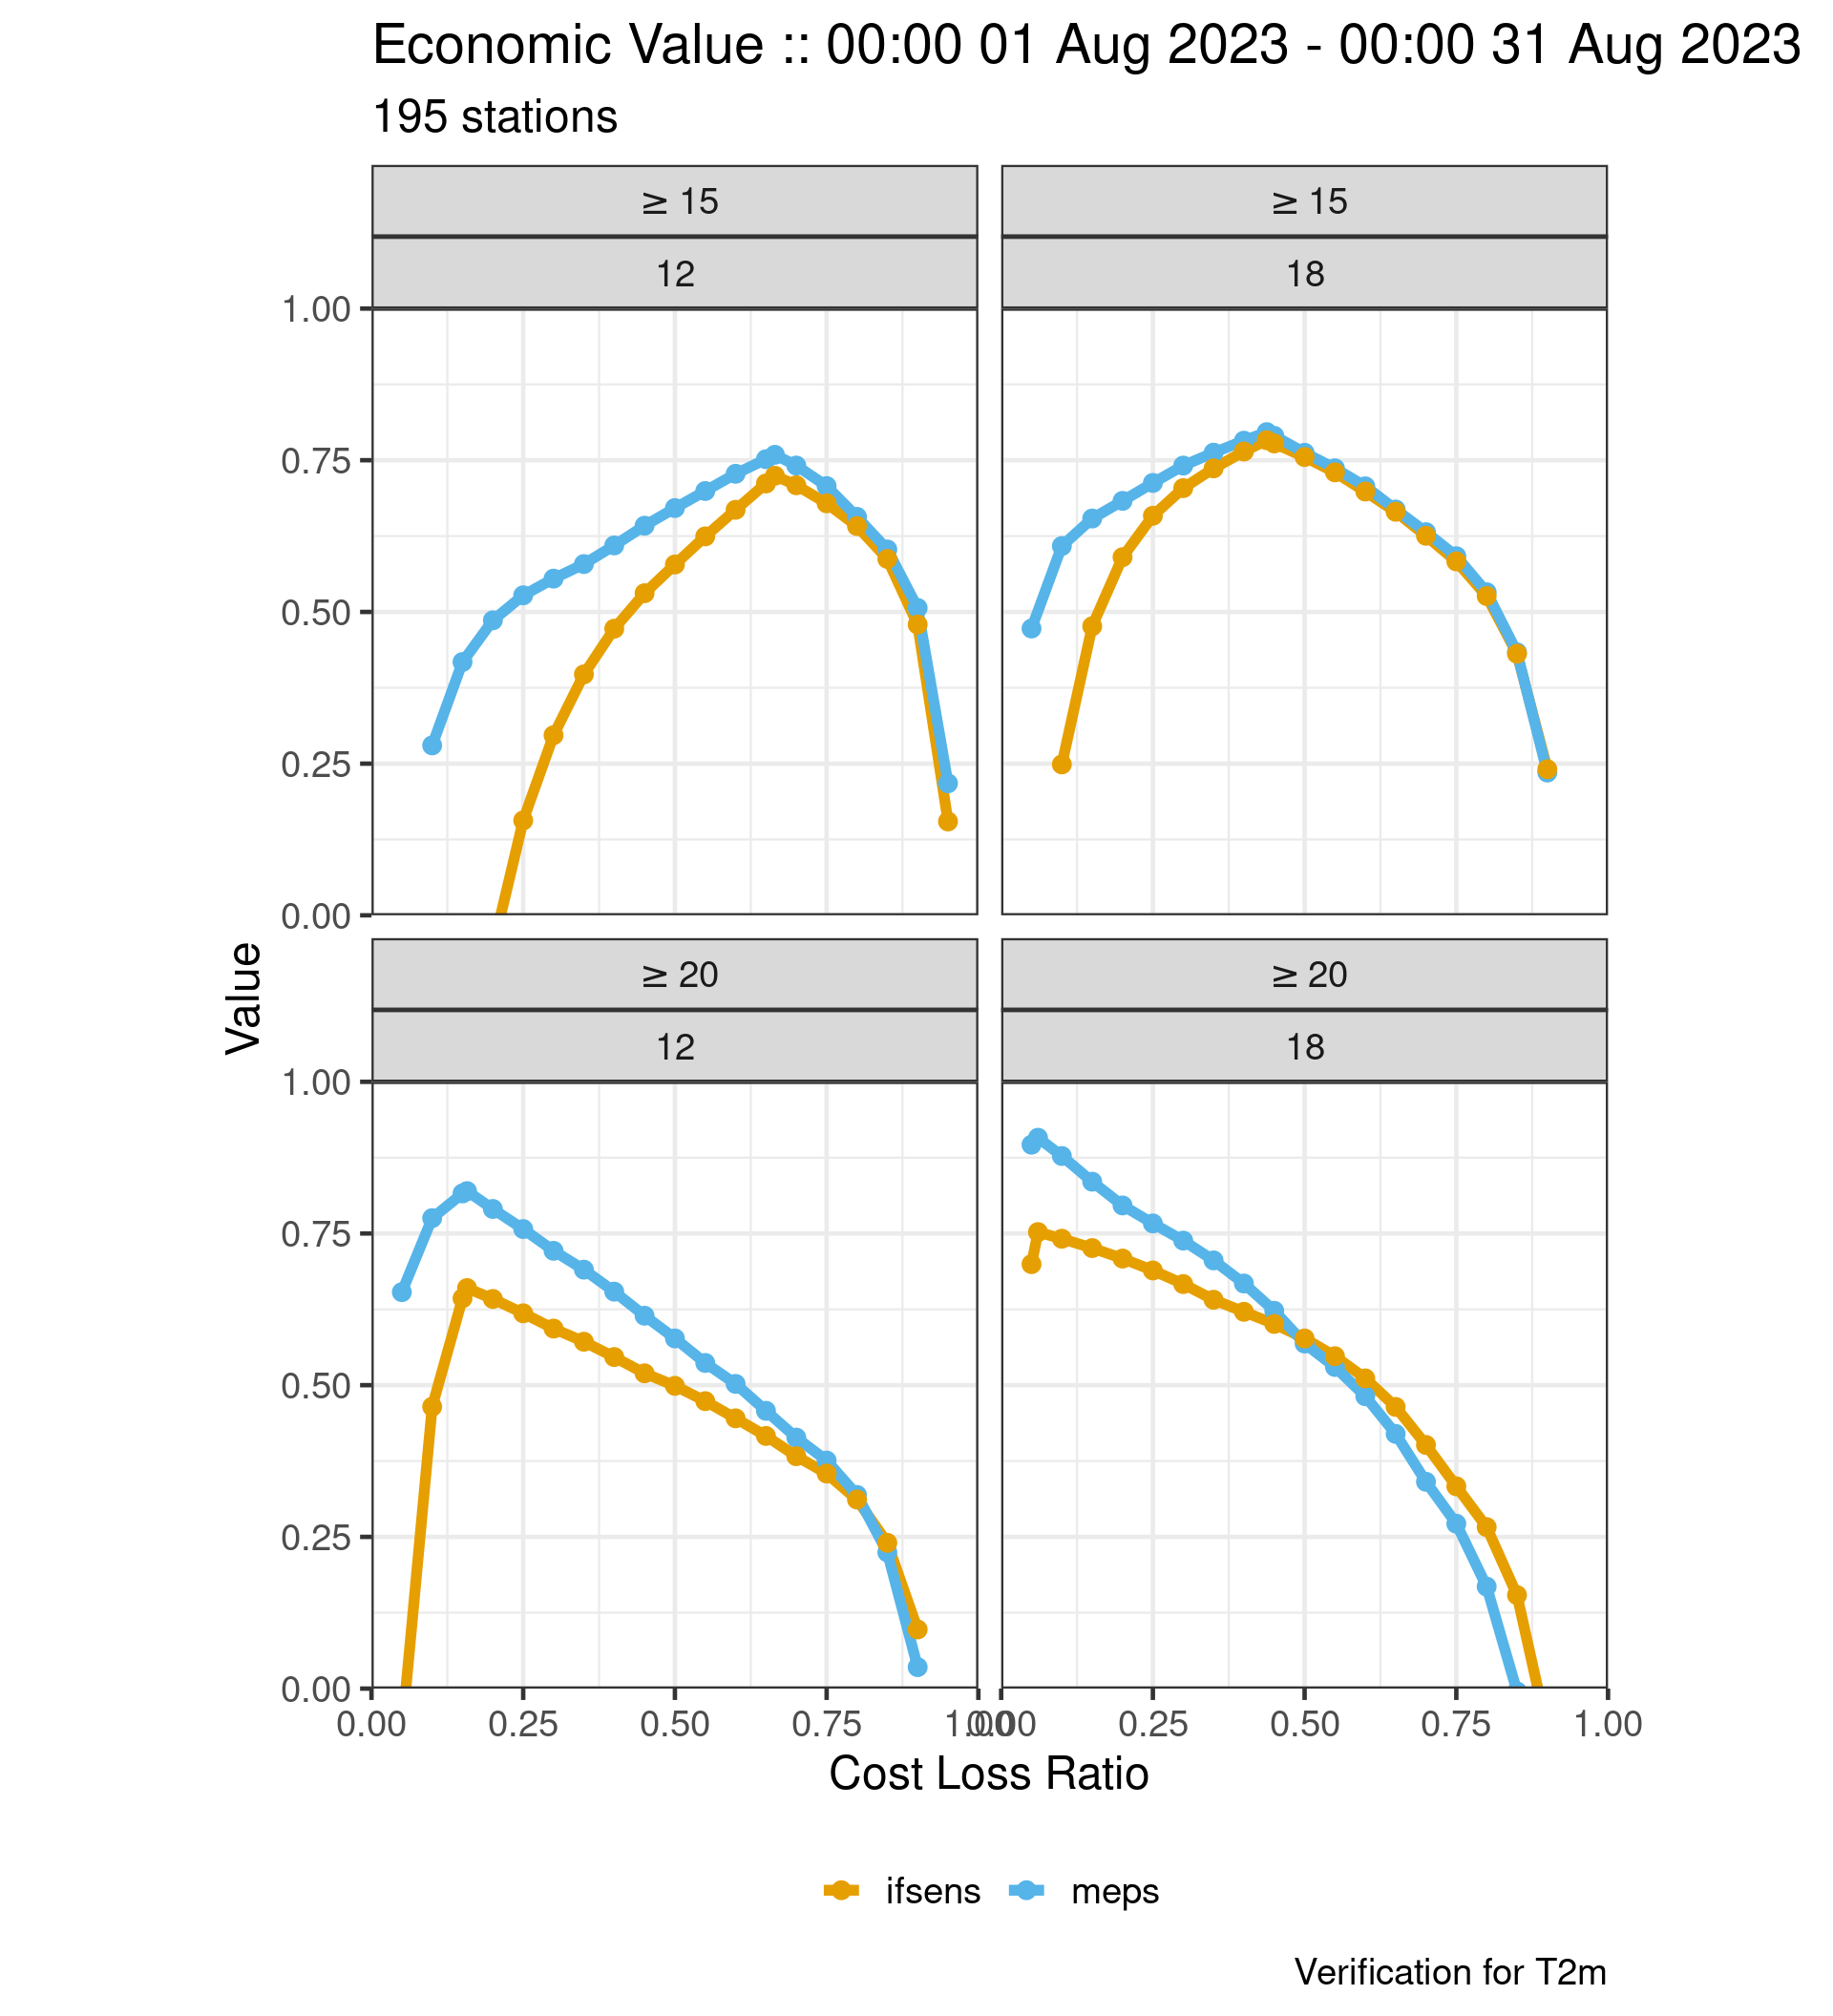 Economic Value :: 00:00 01 Aug 2023 - 00:00 31 Aug 2023
195 stations
≥ 15 ≥ 15
12 18
1.00
0.75
0.50
0.25
0.00
≥ 20 ≥ 20
12 18
1.00
0.75
0.50
0.25
0.00
Value
0.00 0.25 0.50 0.75 1.00 0.00 0.25 0.50 0.75 1.00
Cost Loss Ratio
ifsens meps
Verification for T2m